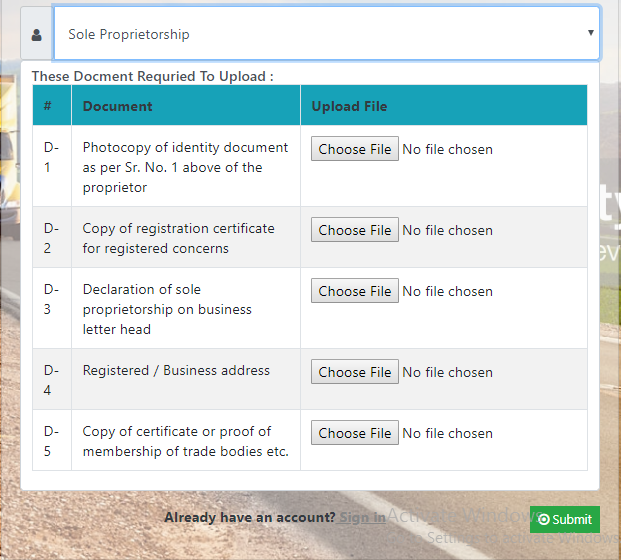 Sole Proprietorship
These Docment Requried To Upload :
# Document Upload File
D-1 Photocopy of identity document as per Sr. No. 1 above of the proprietor Choose File No file chosen
D-2 Copy of registration certificate for registered concerns Choose File No file chosen
D-3 Declaration of sole proprietorship on business letter head Choose File No file chosen
D-4 Registered / Business address Choose File No file chosen
D-5 Copy of certificate or proof of membership of trade bodies etc. Choose File No file chosen
Already have an account? Sign in
Activate Windows
Submit